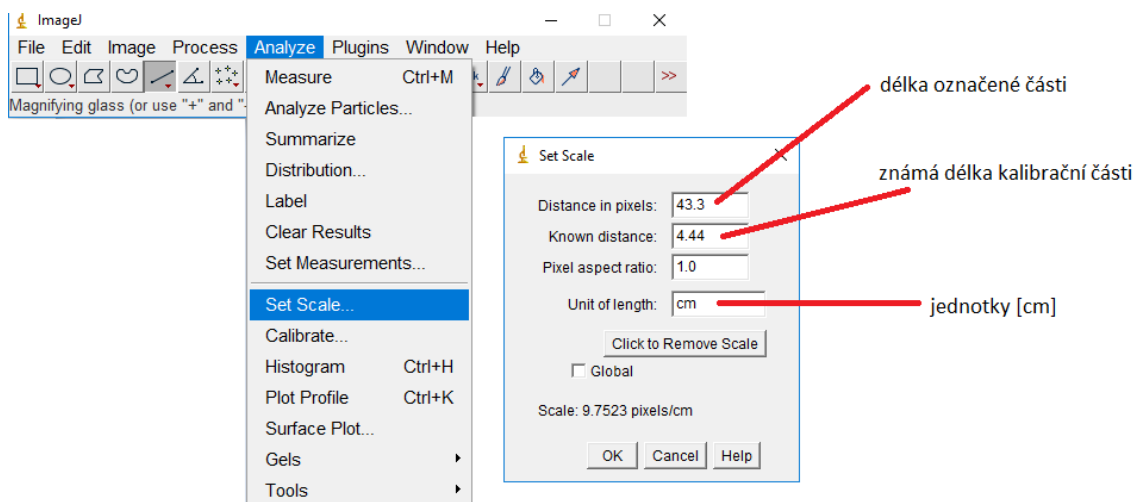 ImageJ
File Edit Image Process Analyze Plugins Window Help
>>
Magnifying glass (or use "+" and "-
Measure Ctrl+M
Analyze Particles...
Summarize
Distribution...
Label
Clear Results
Set Measurements...
Set Scale...
Calibrate...
Histogram Ctrl+H
Plot Profile Ctrl+K
Surface Plot...
Gels
Tools
Set Scale
Distance in pixels: 43.3
Known distance: 4.44
Pixel aspect ratio: 1.0
Unit of length: cm
Click to Remove Scale
Global
Scale: 9.7523 pixels/cm
OK Cancel Help
délka označené části
známá délka kalibrační části
jednotky [cm]